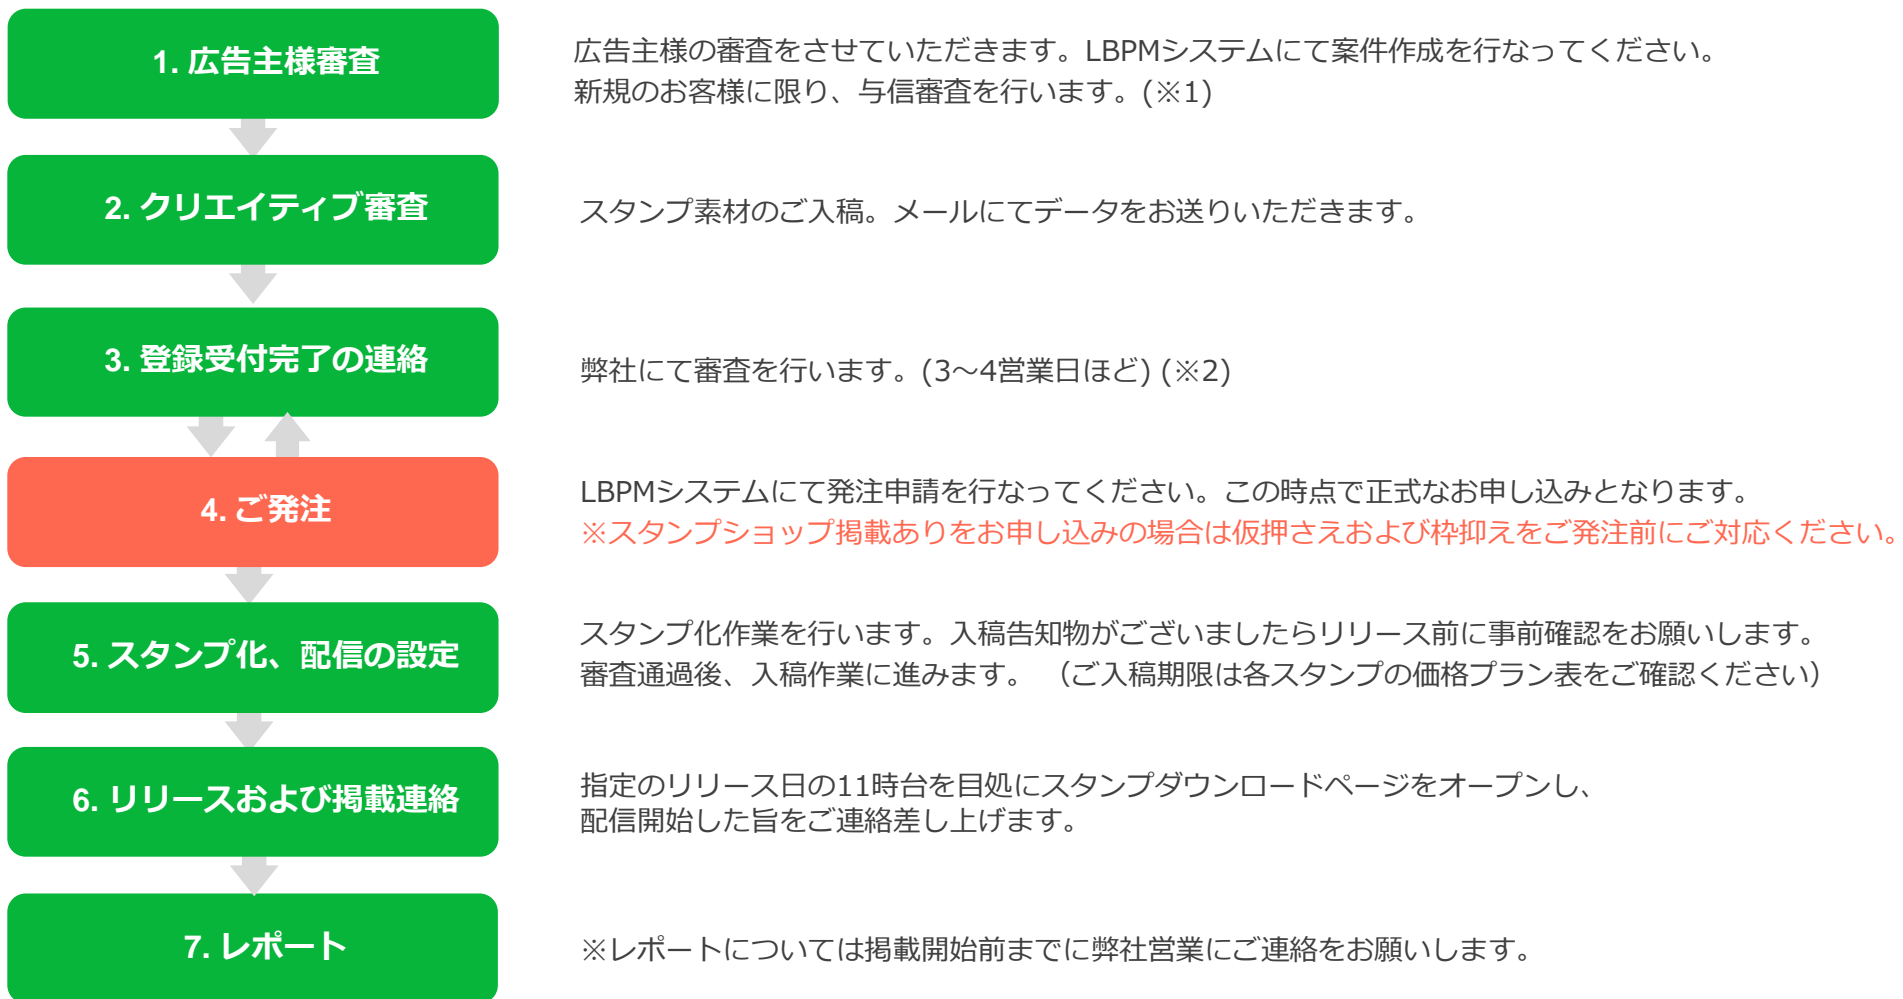 1. 広告主様審査
広告主様の審査をさせていただきます。LBPMシステムにて案件作成を行なってください。
新規のお客様に限り、与信審査を行います。(※1)
2. クリエイティブ審査
スタンプ素材のご入稿。メールにてデータをお送りいただきます。
3. 登録受付完了の連絡
弊社にて審査を行います。(3〜4営業日ほど) (※2)
4. ご発注
LBPMシステムにて発注申請を行なってください。この時点で正式なお申し込みとなります。
※スタンプショップ掲載ありをお申し込みの場合は仮押さえおよび枠抑えをご発注前にご対応ください。
5. スタンプ化、配信の設定
スタンプ化作業を行います。入稿告知物がございましたらリリース前に事前確認をお願いします。
審査通過後、入稿作業に進みます。 （ご入稿期限は各スタンプの価格プラン表をご確認ください）
6. リリースおよび掲載連絡
指定のリリース日の11時台を目処にスタンプダウンロードページをオープンし、
配信開始した旨をご連絡差し上げます。
7. レポート
※レポートについては掲載開始前までに弊社営業にご連絡をお願いします。